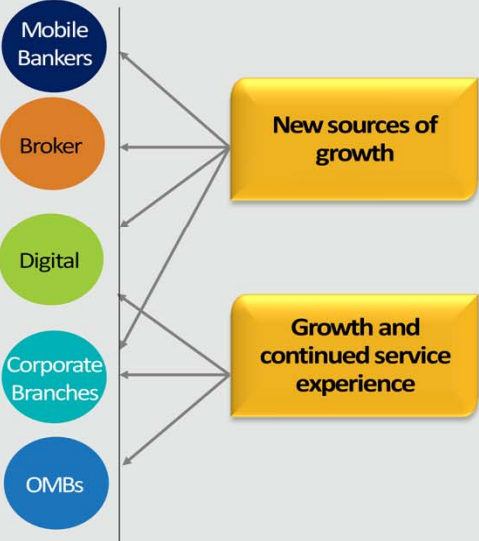 Mobile
Bankers
Broker
Digital
Corporate
Branches
OMBs
New sources of
growth
Growth and
continued service
experience